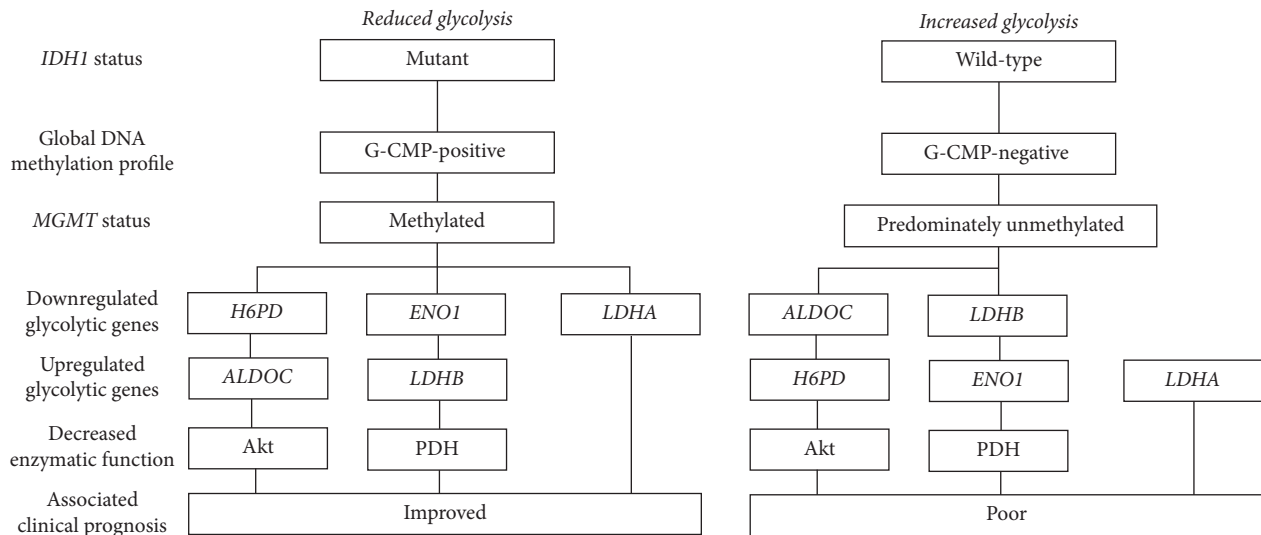 Reduced glycolysis Increased glycolysis
IDH1 status Mutant Wild-type
Global DNA
methylation profile G-CMP-positive G-CMP-negative
MGMT status Methylated Predominately unmethylated
Downregulated
glycolytic genes H6PD ENO1 LDHA ALDOC LDHB
Upregulated
glycolytic genes ALDOC LDHB H6PD ENO1 LDHA
Decreased
enzymatic function Akt PDH Akt PDH
Associated
clinical prognosis Improved Poor